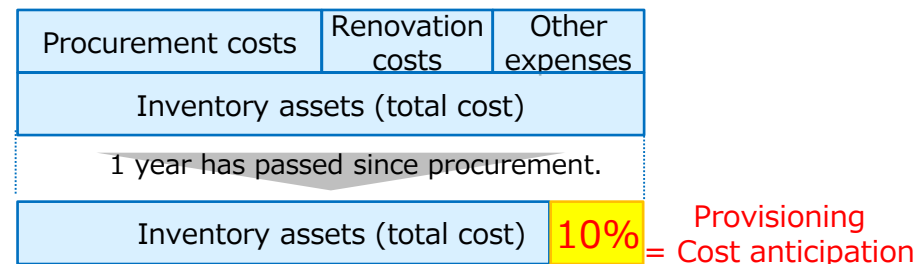 Procurement costs
Renovation
costs
Other
expenses
Inventory assets (total cost)
1 year has passed since procurement.
Inventory assets (total cost)
10%
Provisioning
= Cost anticipation